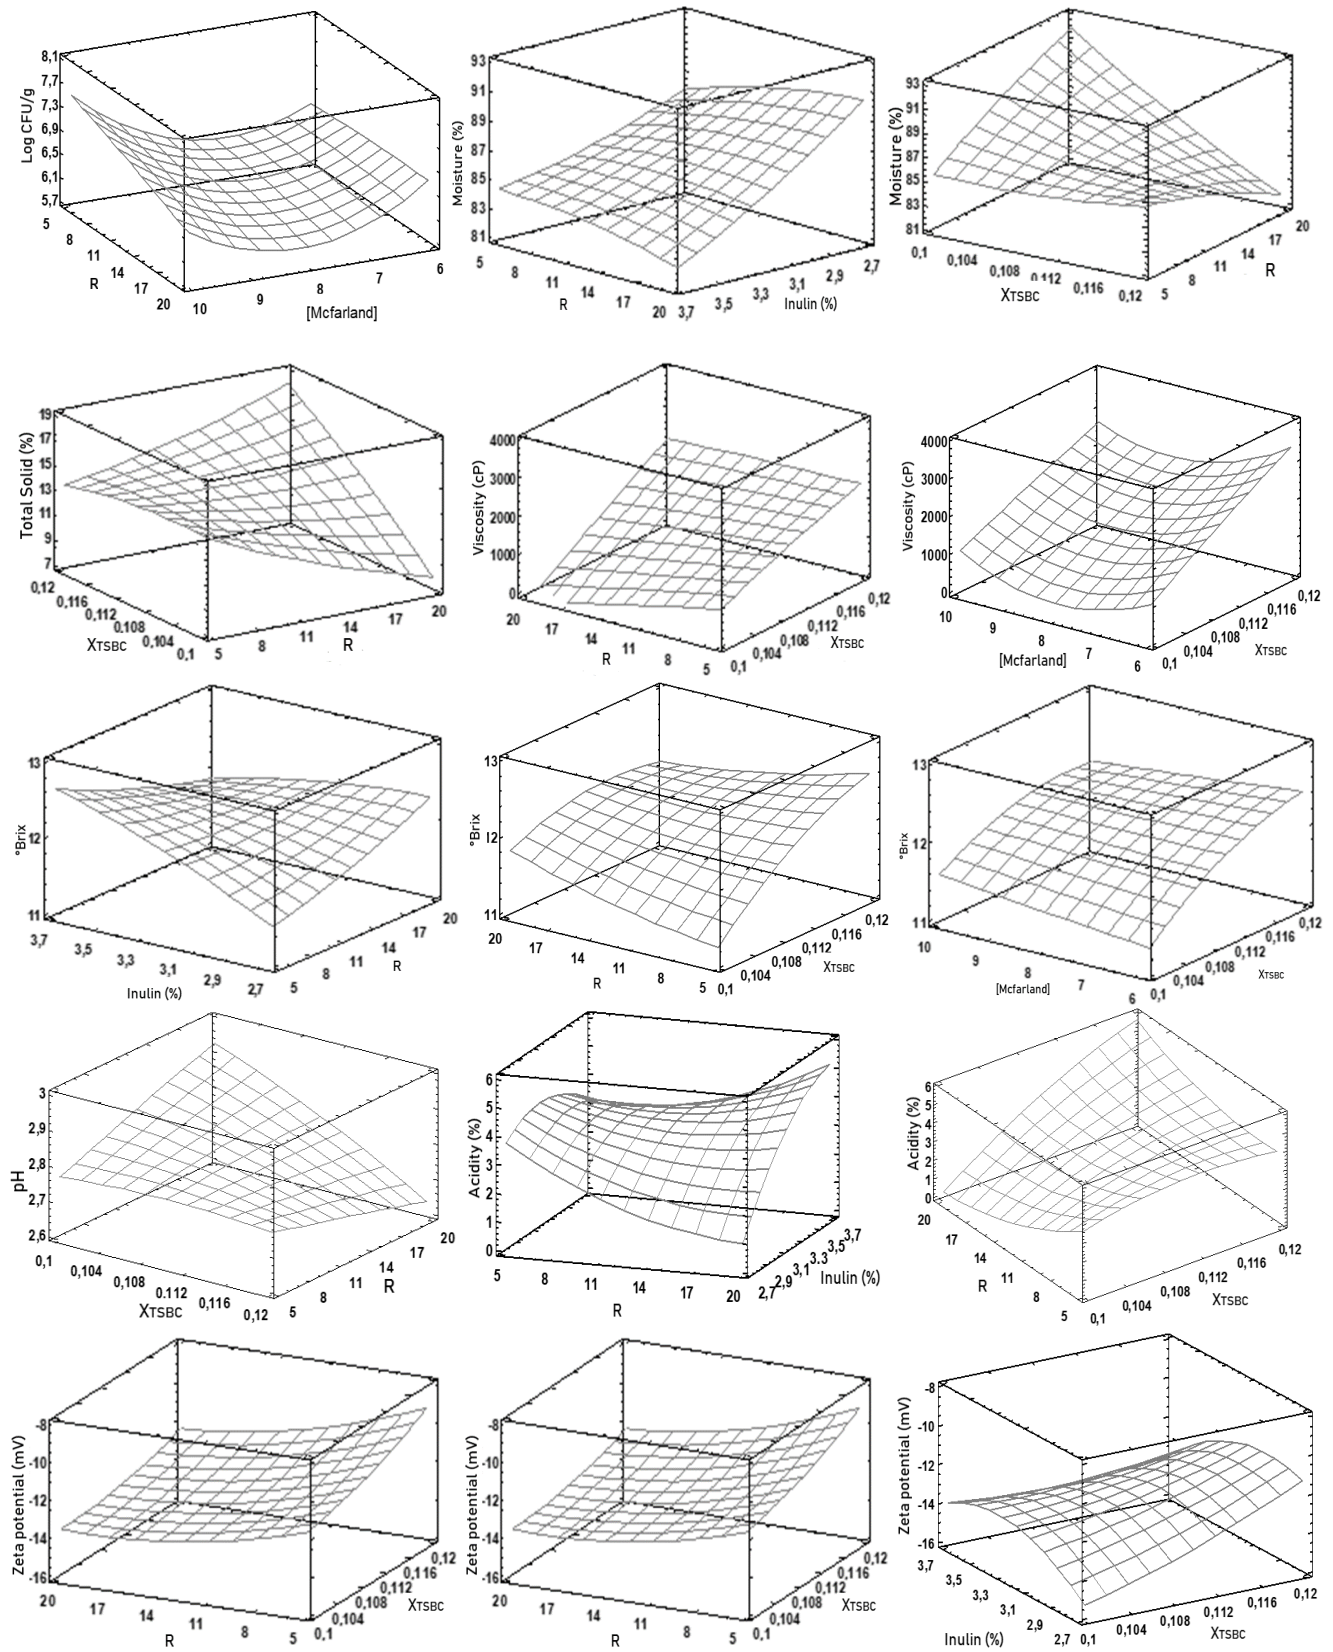 Log CFU/g
8,1
7,7
7,3
6,9
6,5
6,1
5,7
5 8 11 14 17 20
R
10 9 8 7 6
[Mcfarland]
Moisture (%)
93
91
89
87
85
83
81
5 8 11 14 17 20
R
3,7 3,5 3,3 3,1 2,9 2,7
Inulin (%)
Moisture (%)
93
91
89
87
85
83
81
0,1 0,104 0,108 0,112 0,116 0,12
XTSBC
5 8 11 14 17 20
R
Total Solid (%)
19
17
15
13
11
9
7
0,12 0,116 0,112 0,108 0,104 0,1
XTSBC
5 8 11 14 17 20
R
Viscosity (cP)
4000
3000
2000
1000
0
20 17 14 11 8 5
R
0,1 0,104 0,108 0,112 0,116 0,12
XTSBC
Viscosity (cP)
4000
3000
2000
1000
0
10 9 8 7 6
[Mcfarland]
0,1 0,104 0,108 0,112 0,116 0,12
XTSBC
°Brix
13
12
11
3,7 3,5 3,3 3,1 2,9 2,7
Inulin (%)
5 8 11 14 17 20
R
°Brix
13
12
11
20 17 14 11 8 5
R
0,1 0,104 0,108 0,112 0,116 0,12
XTSBC
°Brix
13
12
11
10 9 8 7 6
[Mcfarland]
0,1 0,104 0,108 0,112 0,116 0,12
XTSBC
pH
3
2,9
2,8
2,7
2,6
0,1 0,104 0,108 0.112 0,116 0,12
XTSBC
5 8 11 14 17 20
R
Acidity (%)
6
5
4
3
2
1
0
5 8 11 14 17 20
R
2,7 2,9 3,1 3.3 3,5 3,7
Inulin (%)
Acidity (%)
6
5
4
3
2
1
0
20 17 14 11 8 5
R
0,1 0,104 0,108 0,112 0,116 0,12
XTSBC
Zeta potential (mV)
-8
-10
-12
-14
-16
20 17 14 11 8 5
R
0,1 0,104 0,108 0,112 0,116 0,12
XTSBC
Zeta potential (mV)
-8
-10
-12
-14
-16
20 17 14 11 8 5
R
0,1 0,104 0,108 0,112 0,116 0,12
XTSBC
Zeta potential (mV)
-8
-10
-12
-14
-16
3,7 3,5 3,3 3,1 2,9 2,7
Inulin (%)
0,1 0,104 0,108 0,112 0,116 0,12
XTSBC